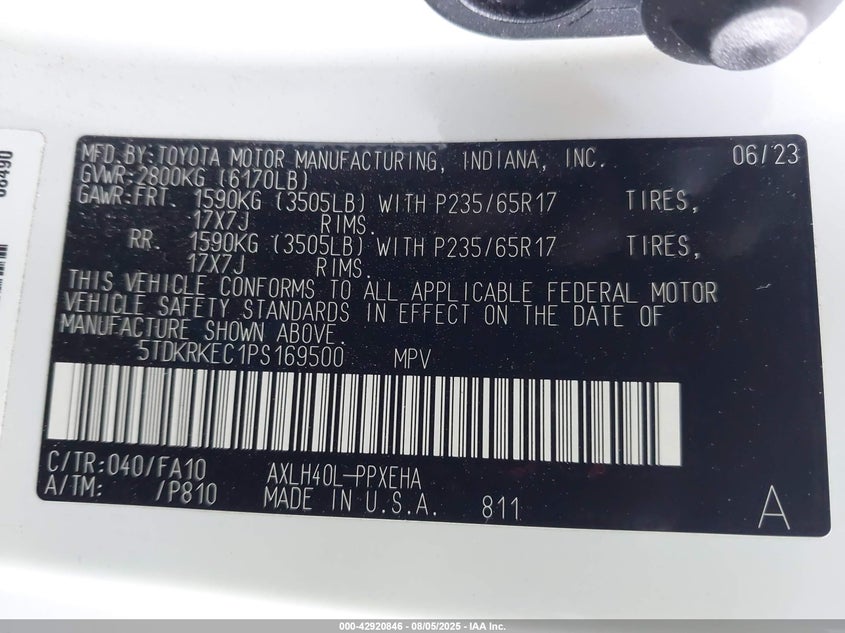 MFD.BY:TOYOTA MOTOR MANUFACTURING, INDIANA, INC. 06/23
GVWR:2800KG (6170LB)
GAWR:FRT. 1590KG (3505LB) WITH P235/65R17 TIRES,
17X7J RIMS.
RR. 1590KG (3505LB) WITH P235/65R17 TIRES,
17X7J RIMS.
THIS VEHICLE CONFORMS TO ALL APPLICABLE FEDERAL MOTOR
VEHICLE SAFETY STANDARDS IN EFFECT ON THE DATE OF
MANUFACTURE SHOWN ABOVE.
5TDKRKEC1PS169500 MPV
C/TR:040/FA10 AXLH40L-PPXEHA
A/TM: /P810 MADE IN U.S.A. 811 A
000-42920846 - 08/05/2025 - IAA Inc.